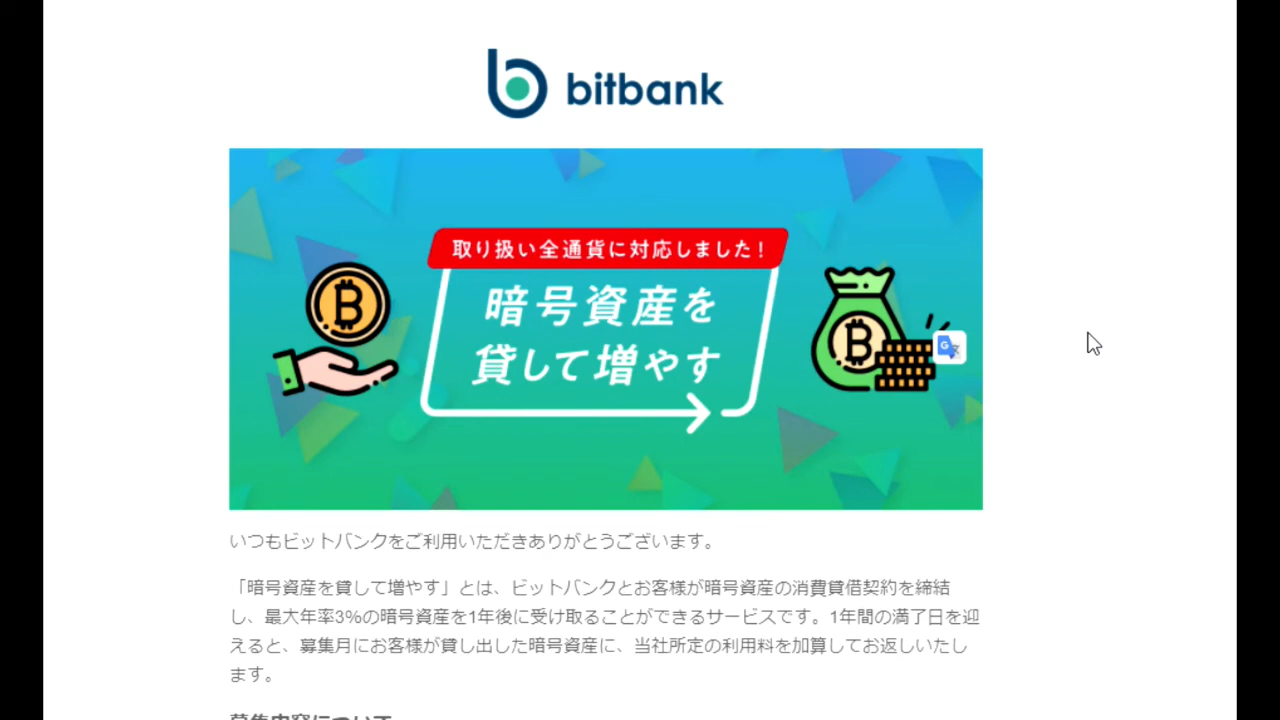 bitbank
取り扱い全通貨に対応しました!
暗号資産を
貸して増やす
いつもビットバンクをご利用いただきありがとうございます。
「暗号資産を貸して増やす」とは、ビットバンクとお客様が暗号資産の消費貸借契約を締結
し、最大年率3%の暗号資産を1年後に受け取ることができるサービスです。1年間の満了日を迎
えると、募集月にお客様が貸し出した暗号資産に、当社所定の利用料を加算してお返しいたし
ます。
募集内容について